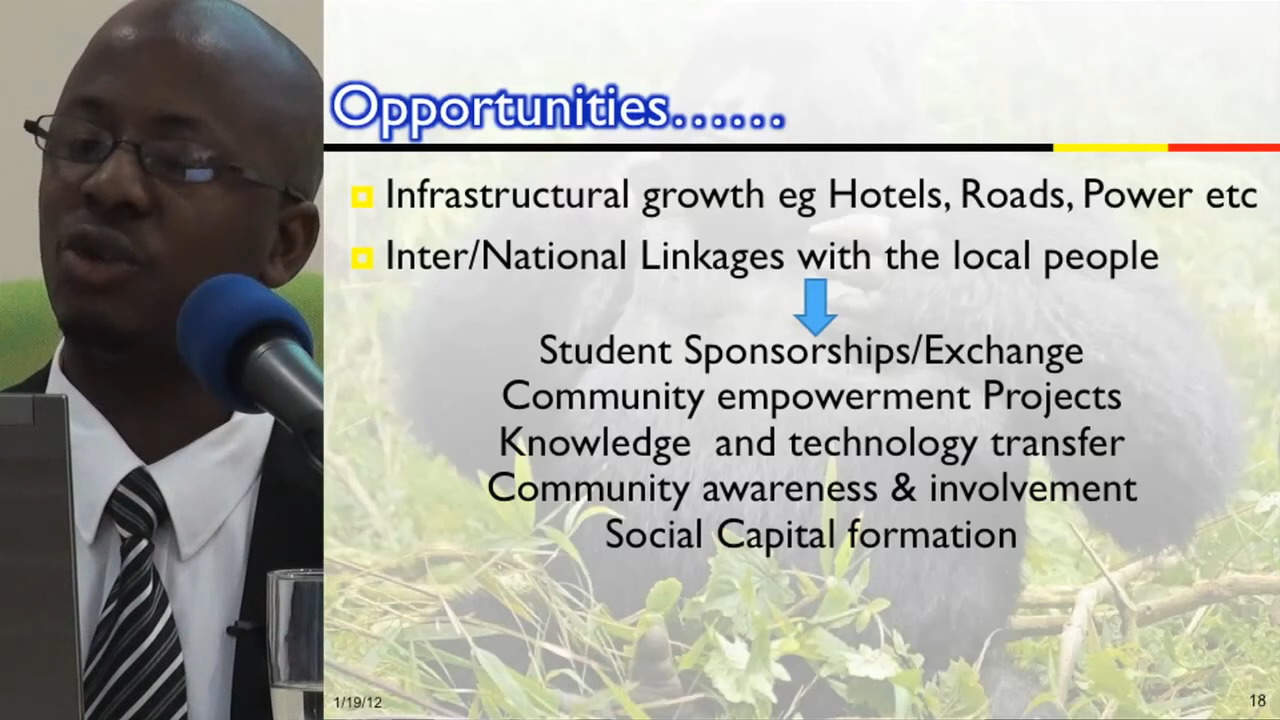 Opportunities......
Infrastructural growth eg Hotels, Roads, Power etc
Inter/National Linkages with the local people
Student Sponsorships/Exchange
Community empowerment Projects
Knowledge and technology transfer
Community awareness & involvement
Social Capital formation
1/19/12
18